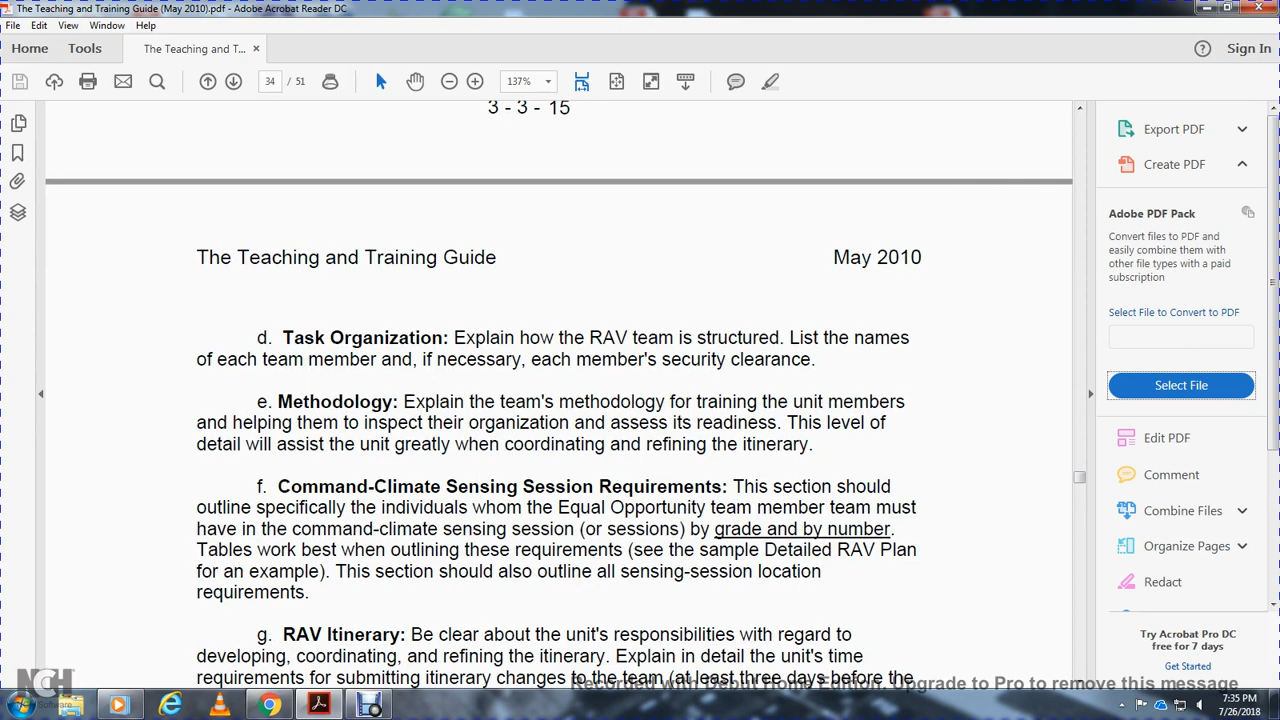 The Teaching and Training Guide (May 2010).pdf - Adobe Acrobat Reader DC
File Edit View Window Help
Home Tools The Teaching and T... × Sign In
34 / 51 137%
3 - 3 - 15
The Teaching and Training Guide May 2010
d. Task Organization: Explain how the RAV team is structured. List the names
of each team member and, if necessary, each member's security clearance.
e. Methodology: Explain the team's methodology for training the unit members
and helping them to inspect their organization and assess its readiness. This level of
detail will assist the unit greatly when coordinating and refining the itinerary.
f. Command-Climate Sensing Session Requirements: This section should
outline specifically the individuals whom the Equal Opportunity team member team must
have in the command-climate sensing session (or sessions) by grade and by number.
Tables work best when outlining these requirements (see the sample Detailed RAV Plan
for an example). This section should also outline all sensing-session location
requirements.
g. RAV Itinerary: Be clear about the unit's responsibilities with regard to
developing, coordinating, and refining the itinerary. Explain in detail the unit's time
requirements for submitting itinerary changes to the team (at least three days before the
Export PDF
Create PDF
Adobe PDF Pack
Convert files to PDF and
easily combine them with
other file types with a paid
subscription
Select File to Convert to PDF
Select File
Edit PDF
Comment
Combine Files
Organize Pages
Redact
Try Acrobat Pro DC
free for 7 days
Get Started
Recorded with Debut Home Edition. Upgrade to Pro to remove this message
NCH
Software
7:35 PM
7/26/2018